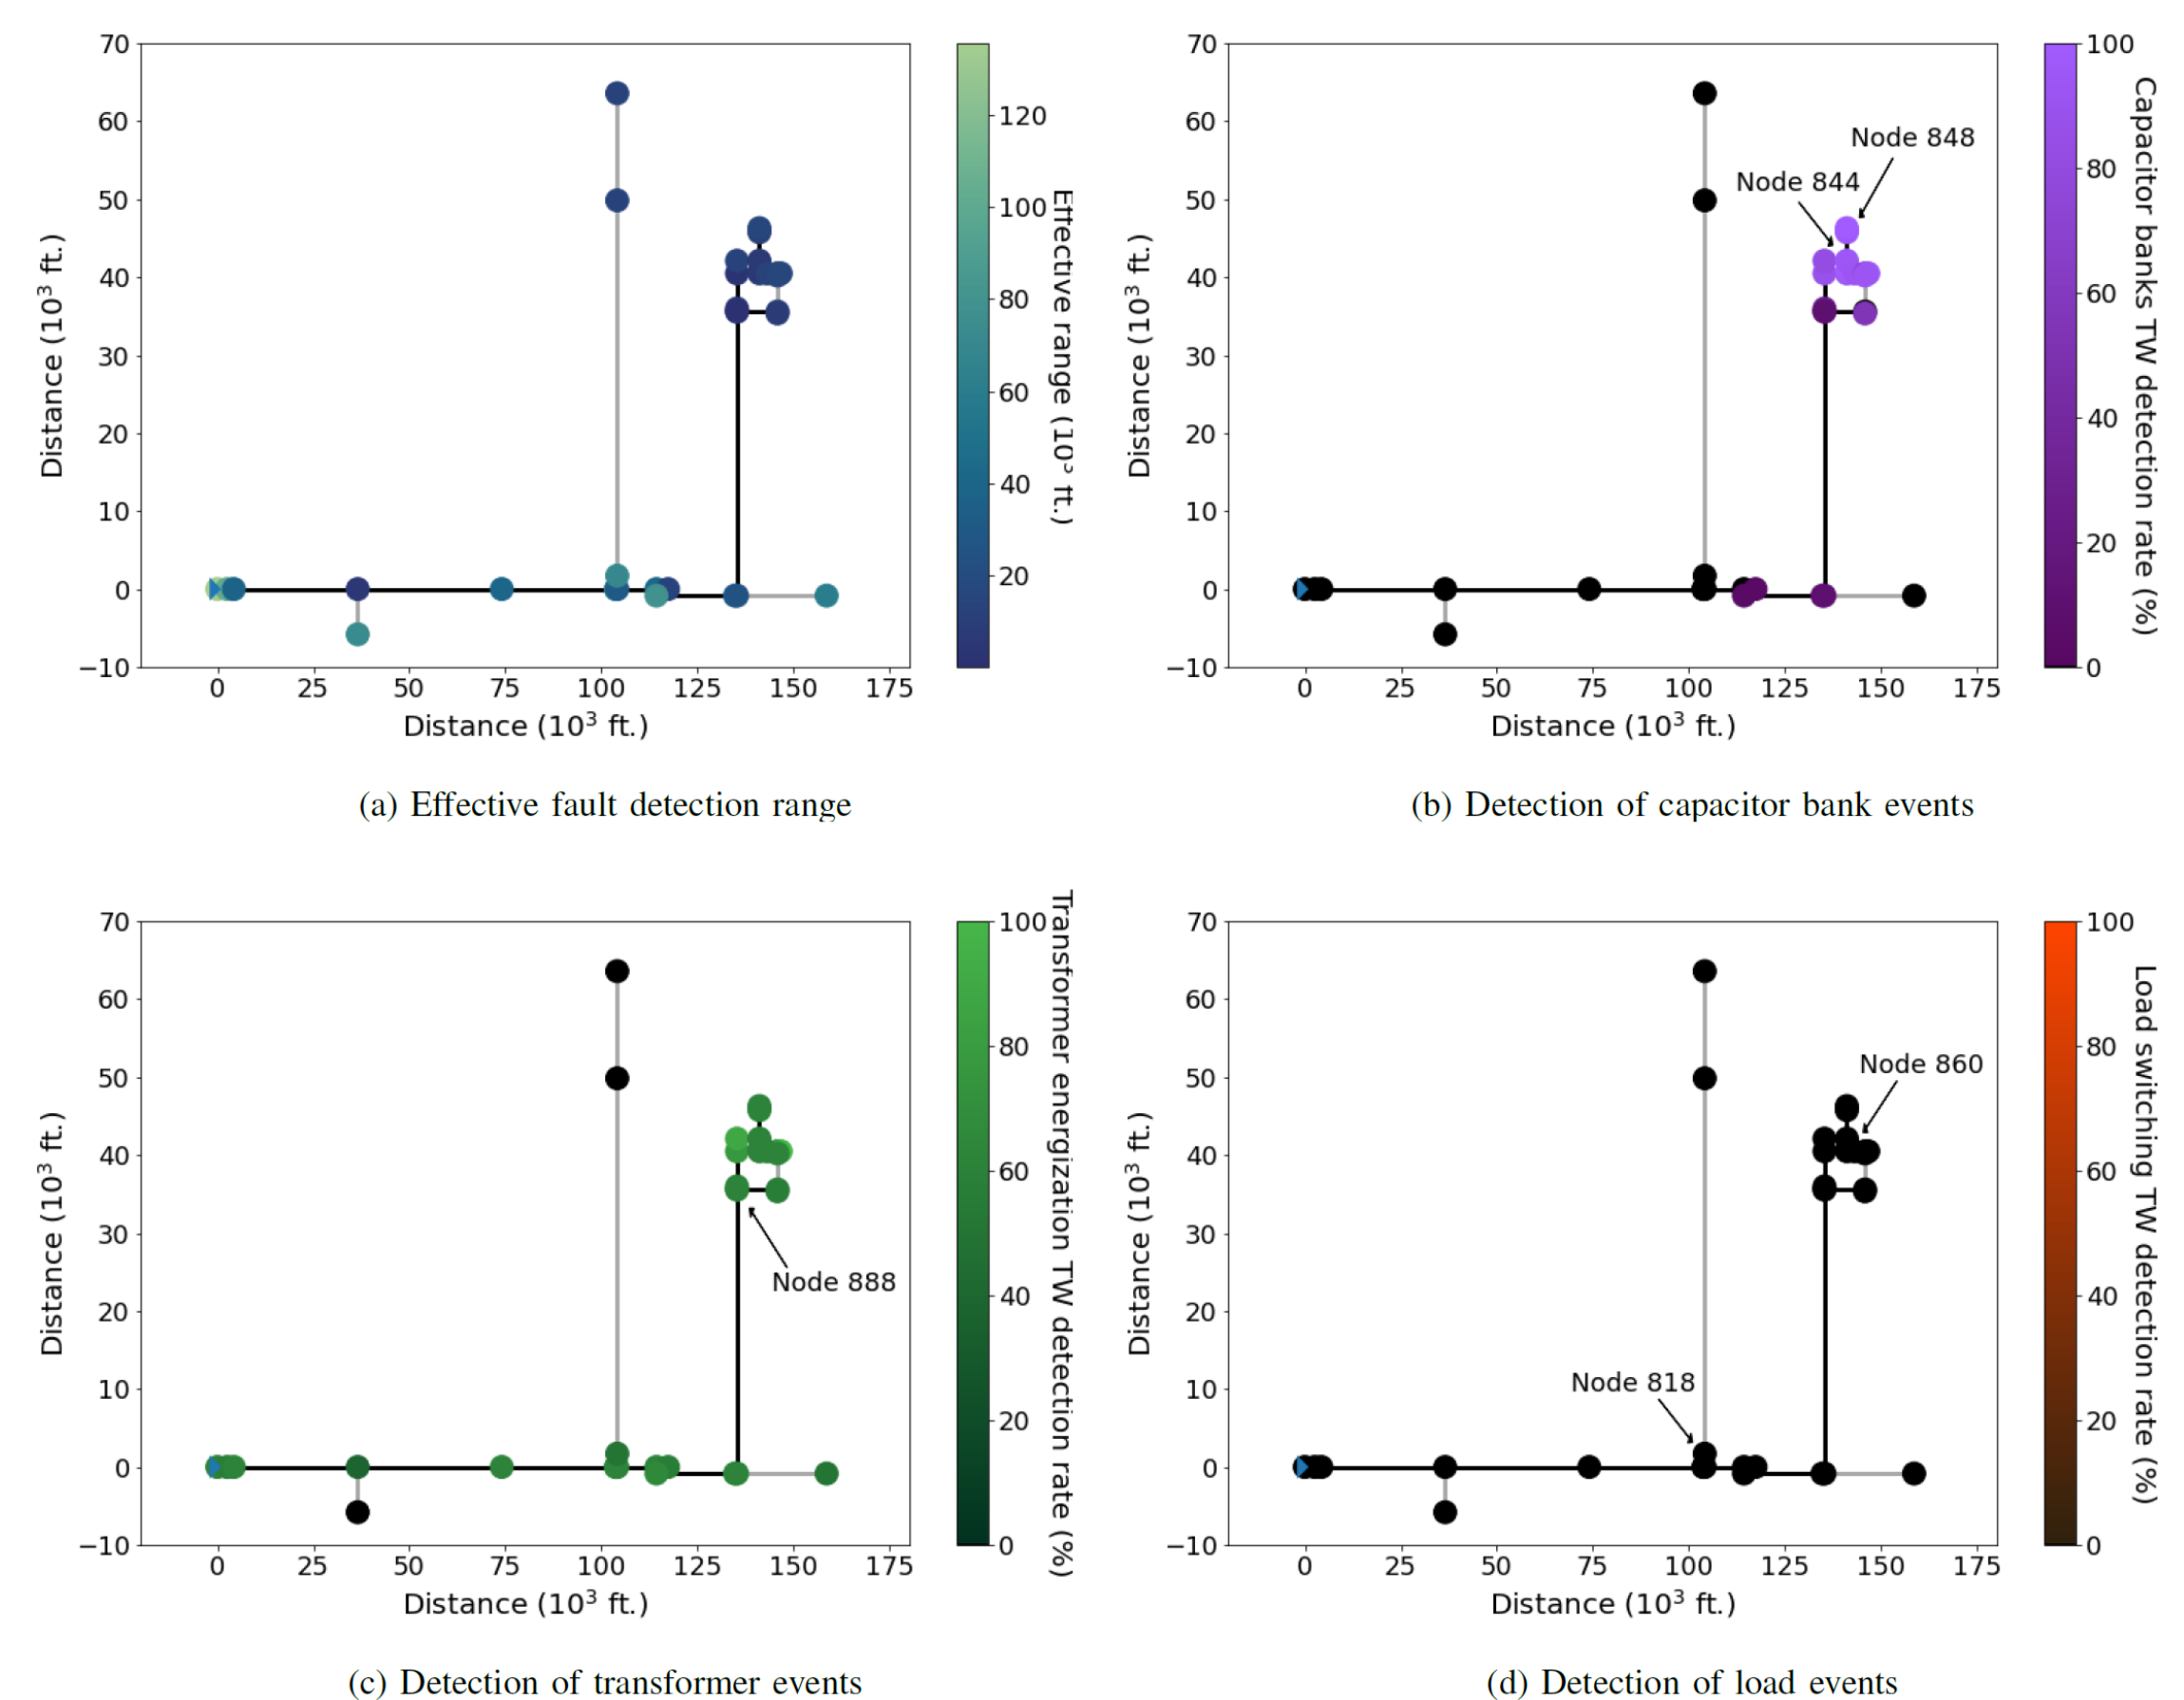 70
60
50
40
30
20
10
0
−10
0 25 50 75 100 125 150 175
Distance (10³ ft.)
Distance (10³ ft.)
120
100
80
60
40
20
Effective range (10³ ft.)
(a) Effective fault detection range
70
60
50
40
30
20
10
0
−10
0 25 50 75 100 125 150 175
Distance (10³ ft.)
Distance (10³ ft.)
Node 848
Node 844
100
80
60
40
20
0
Capacitor banks TW detection rate (%)
(b) Detection of capacitor bank events
70
60
50
40
30
20
10
0
−10
0 25 50 75 100 125 150 175
Distance (10³ ft.)
Distance (10³ ft.)
Node 888
100
80
60
40
20
0
Transformer energization TW detection rate (%)
(c) Detection of transformer events
70
60
50
40
30
20
10
0
−10
0 25 50 75 100 125 150 175
Distance (10³ ft.)
Distance (10³ ft.)
Node 860
Node 818
100
80
60
40
20
0
Load switching TW detection rate (%)
(d) Detection of load events